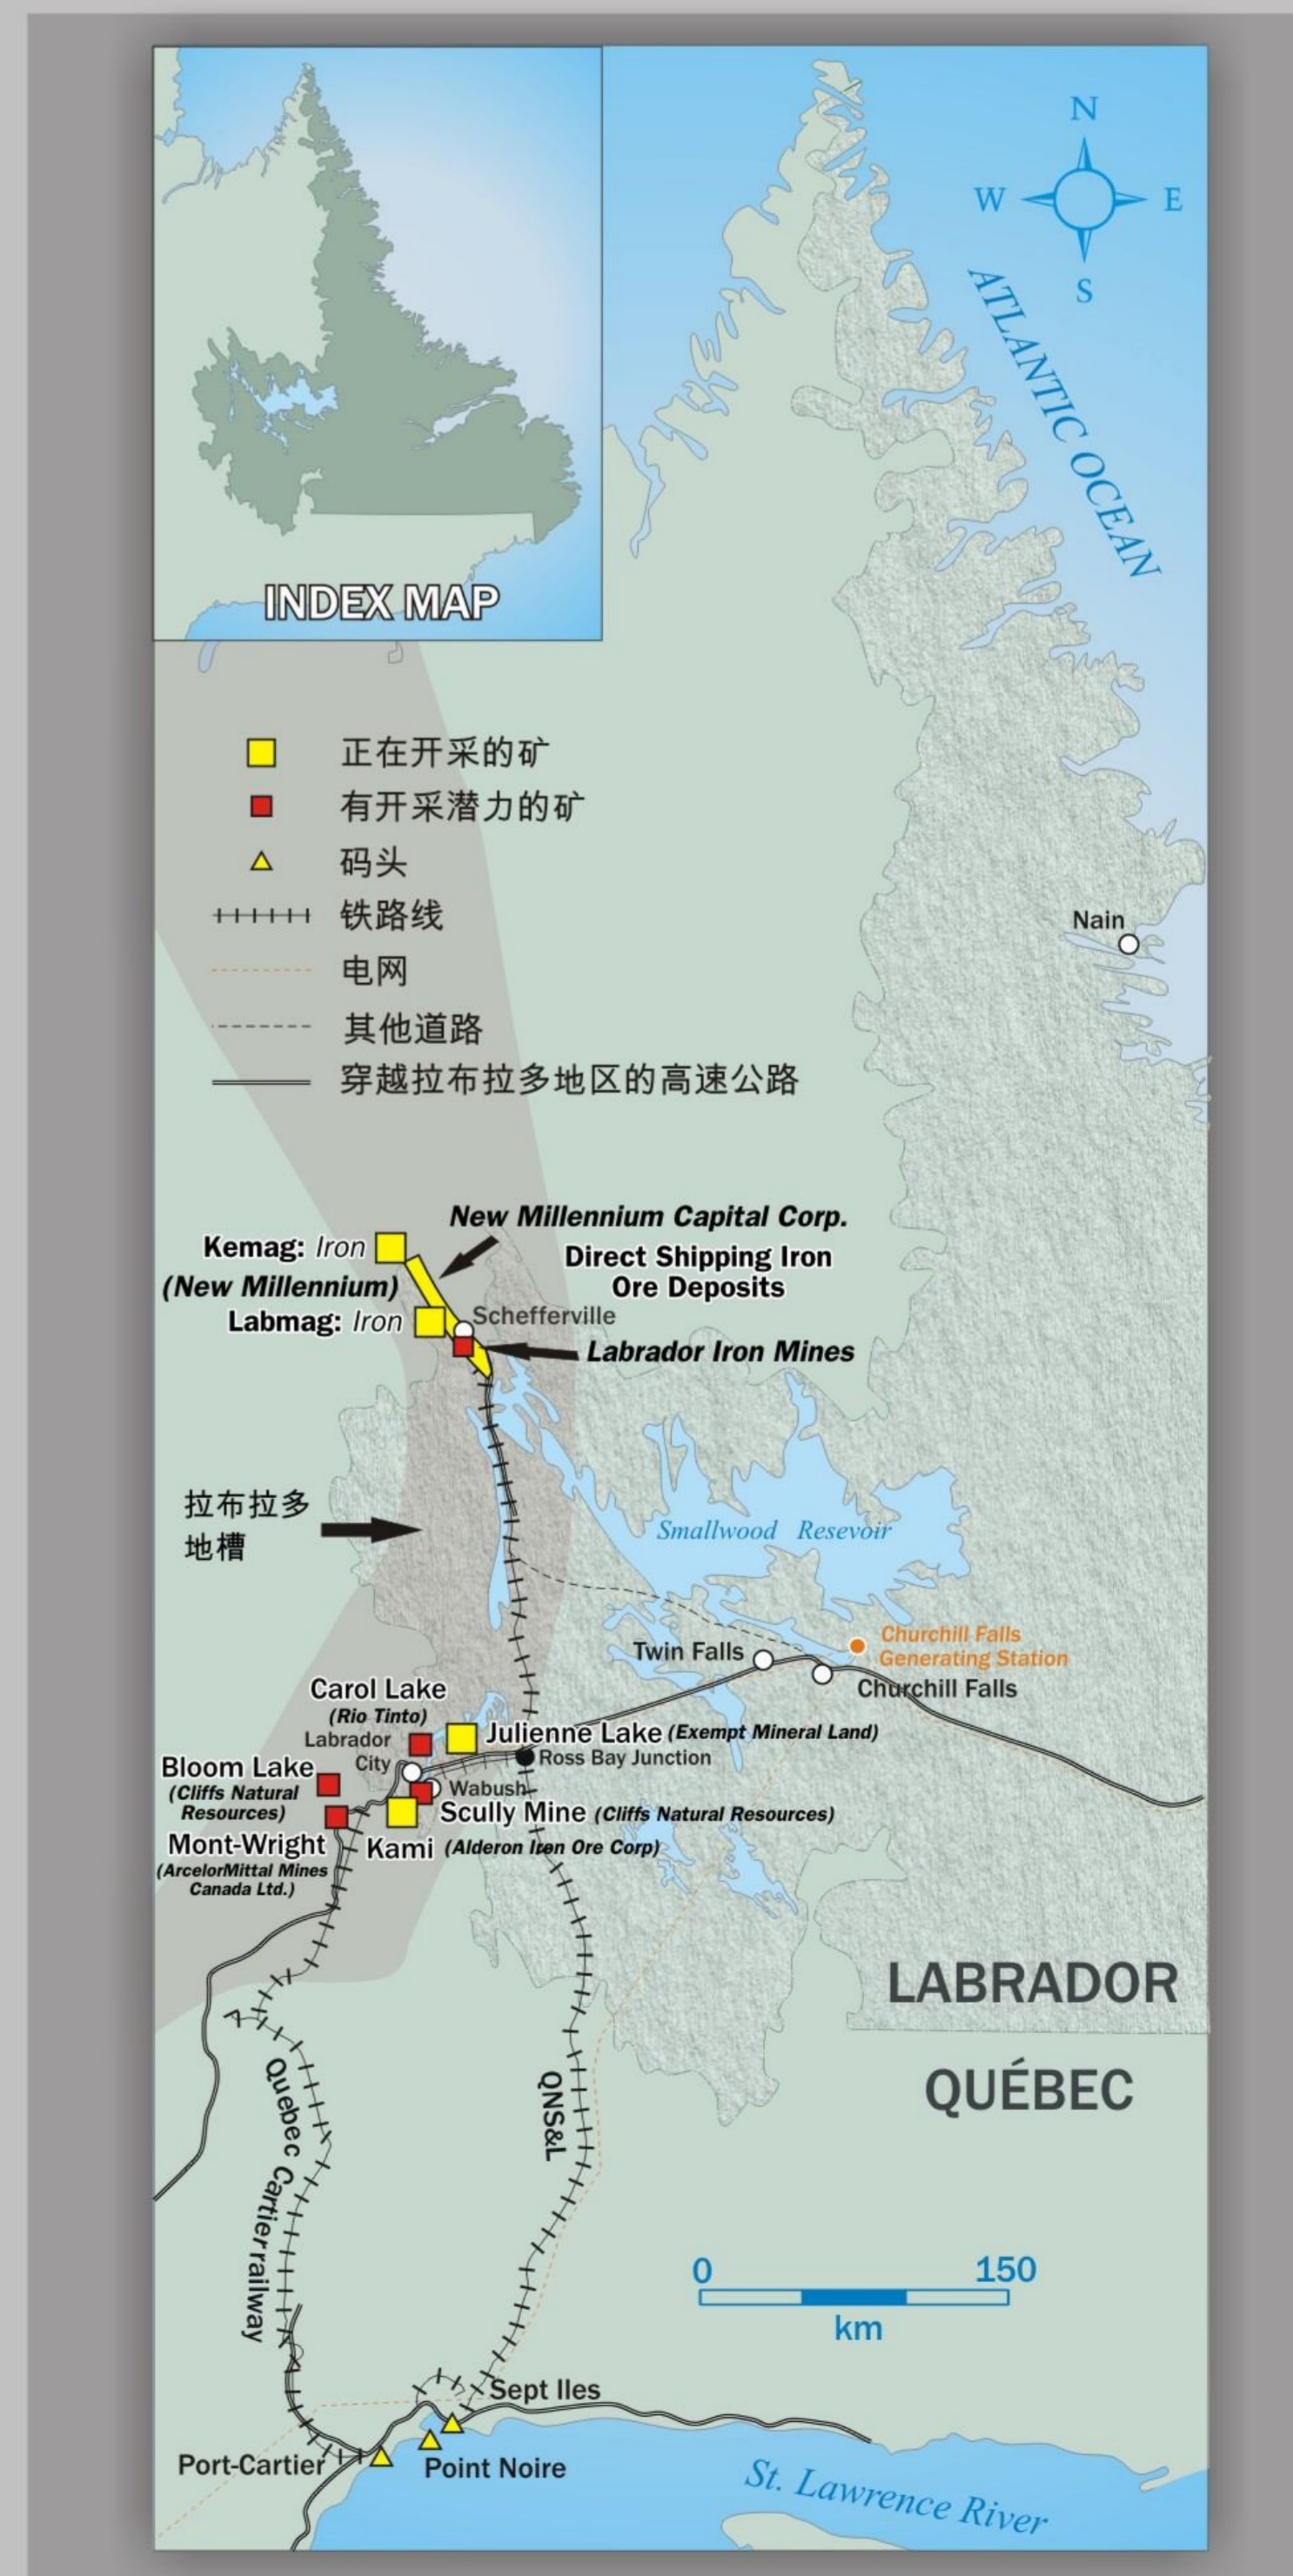 N
W
E
S
ATLANTIC OCEAN
INDEX MAP
正在开采的矿
有开采潜力的矿
码头
铁路线
电网
其他道路
穿越拉布拉多地区的高速公路
Nain
New Millennium Capital Corp.
Kemag: Iron
Direct Shipping Iron
Ore Deposits
(New Millennium)
Labmag: Iron
Schefferville
Labrador Iron Mines
拉布拉多
地槽
Smallwood Resevoir
Churchill Falls
Generating Station
Twin Falls
Churchill Falls
Carol Lake
(Rio Tinto)
Labrador
City
Julienne Lake (Exempt Mineral Land)
Ross Bay Junction
Bloom Lake
(Cliffs Natural
Resources)
Wabush
Scully Mine (Cliffs Natural Resources)
Mont-Wright
(ArcelorMittal Mines
Canada Ltd.)
Kami (Alderon Iren Ore Corp)
LABRADOR
QUÉBEC
Quebec Cartier railway
QNS&L
0
150
km
Sept Iles
Port-Cartier
Point Noire
St. Lawrence River